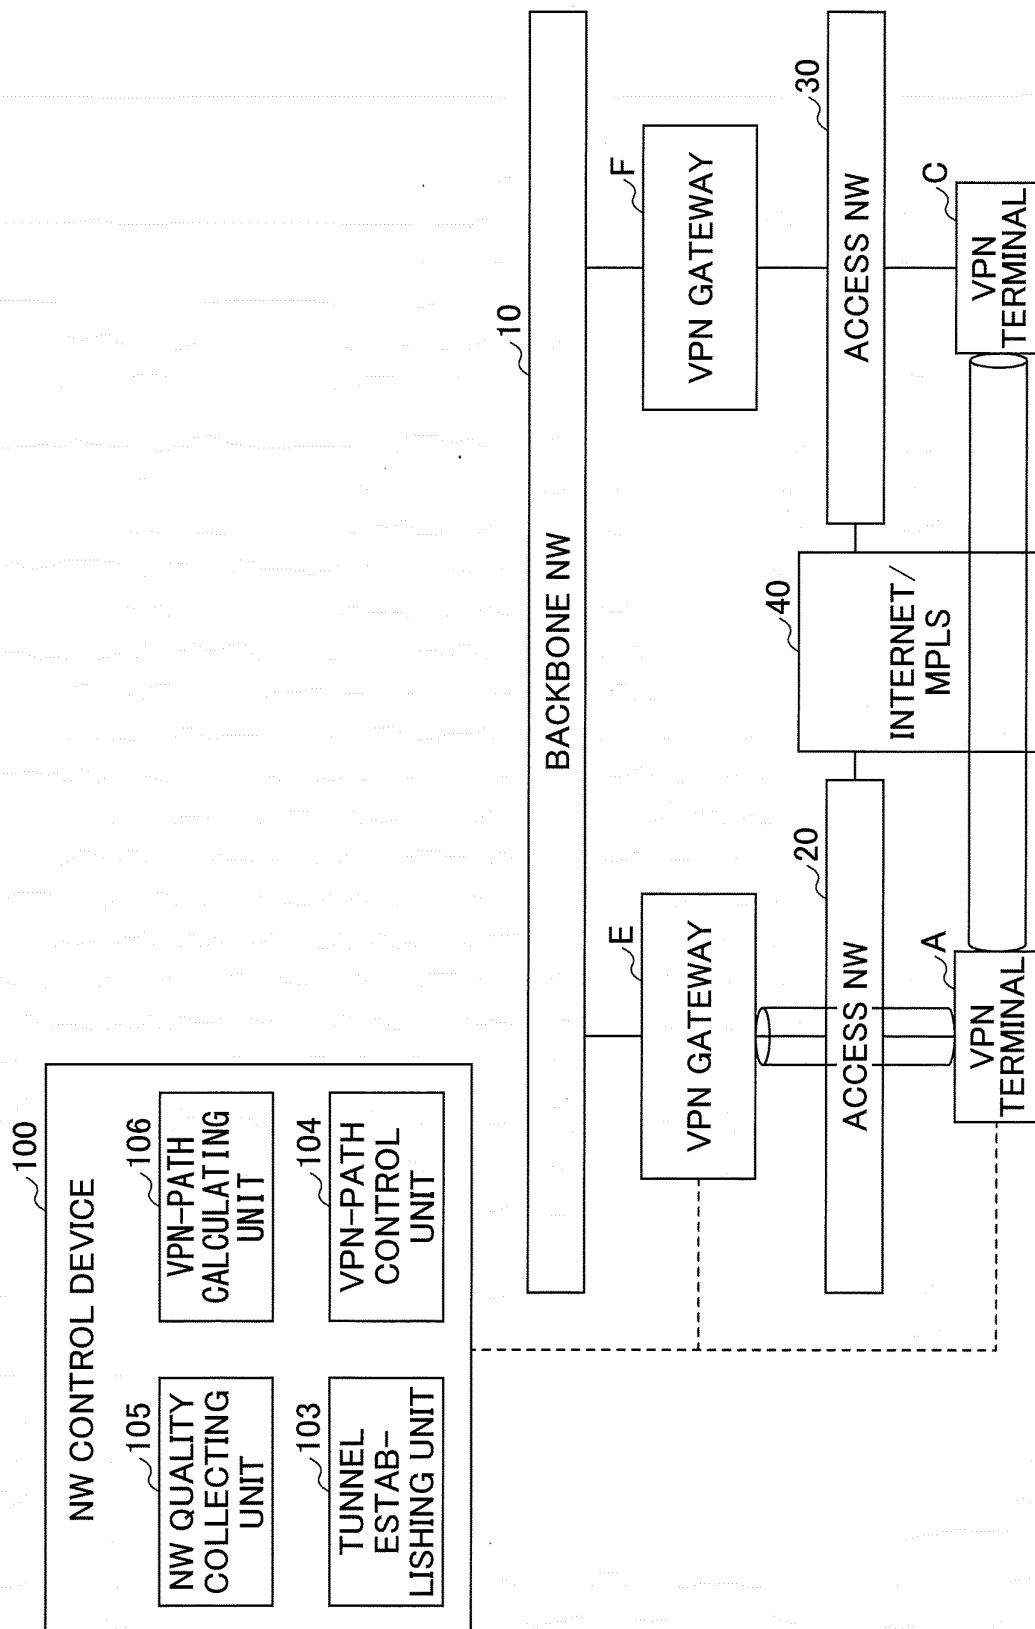 100
NW CONTROL DEVICE
105
NW QUALITY
COLLECTING
UNIT
106
VPN-PATH
CALCULATING
UNIT
103
TUNNEL
ESTAB-
LISHING UNIT
104
VPN-PATH
CONTROL
UNIT
10
BACKBONE NW
E
VPN GATEWAY
F
VPN GATEWAY
20
ACCESS NW
40
INTERNET/
MPLS
30
ACCESS NW
A
VPN
TERMINAL
C
VPN
TERMINAL